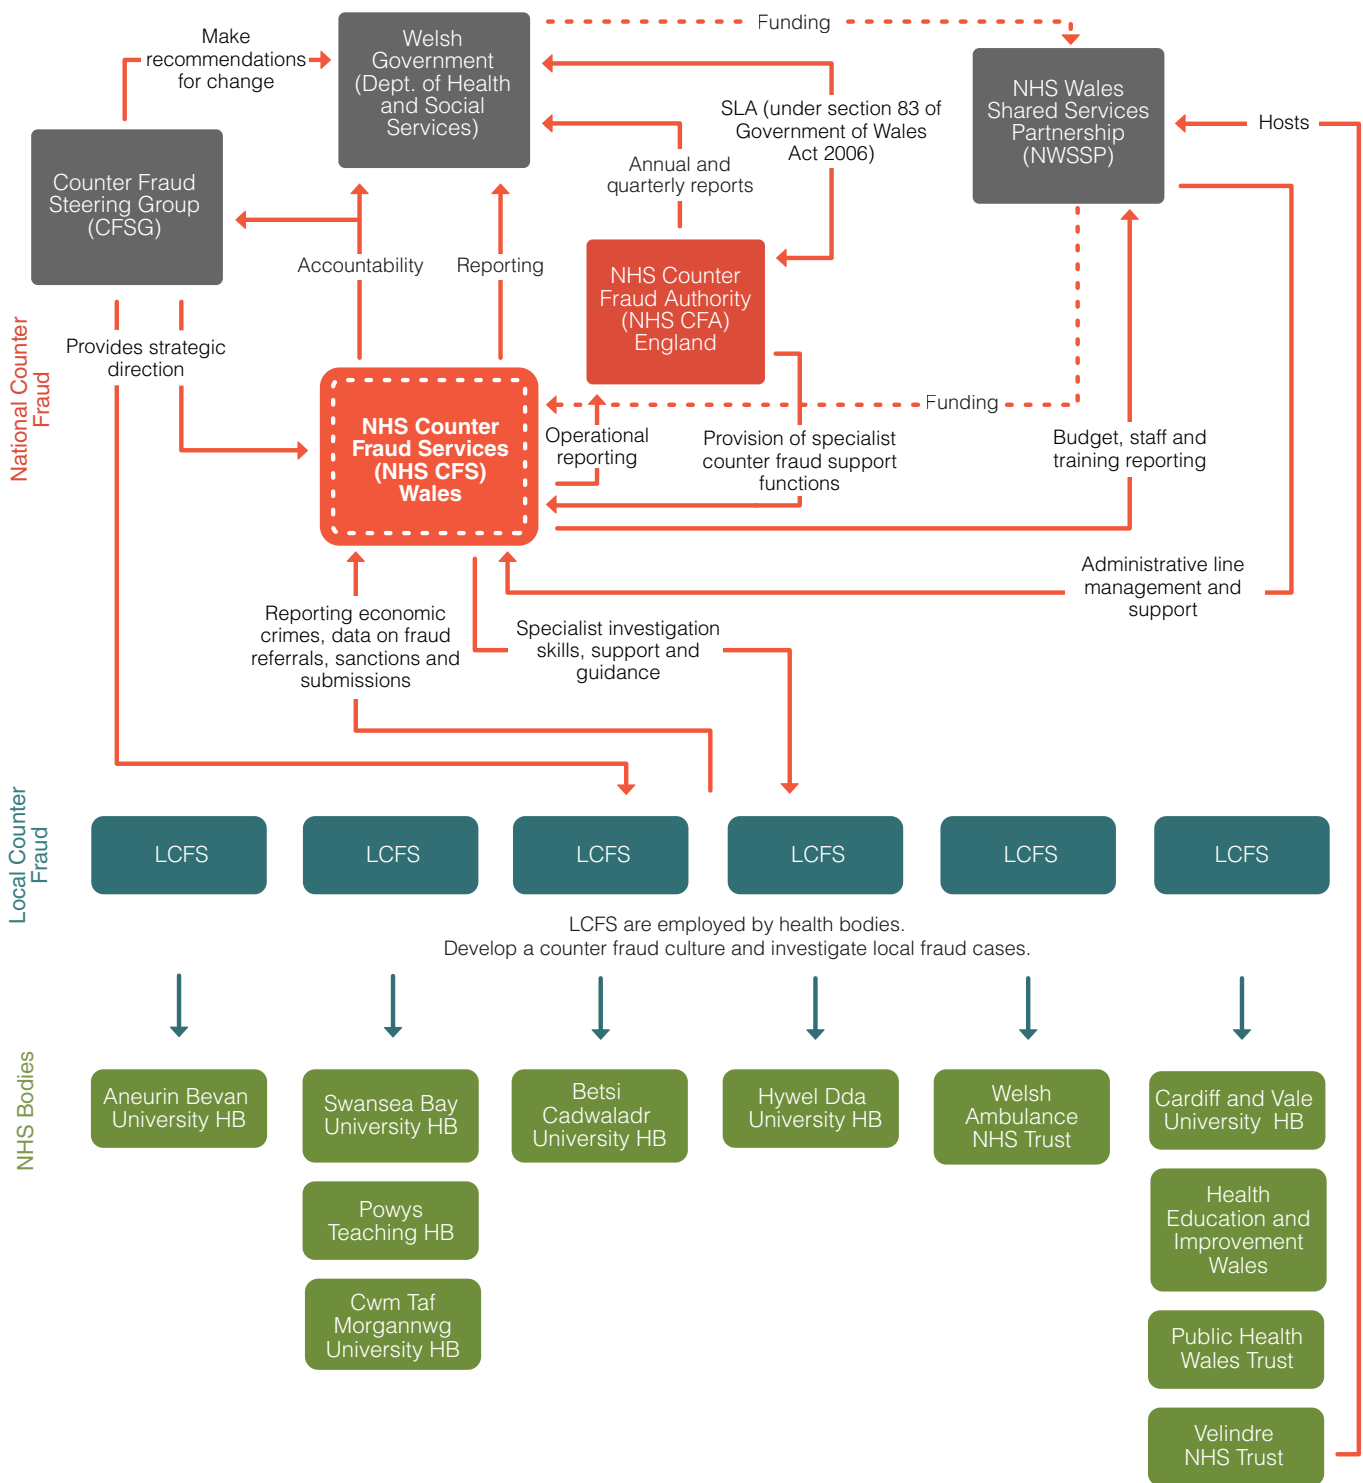 Make
recommendations
for change
Welsh
Government
(Dept. of Health
and Social
Services)
Funding
NHS Wales
Shared Services
Partnership
(NWSSP)
Hosts
SLA (under section 83 of
Government of Wales
Act 2006)
Counter Fraud
Steering Group
(CFSG)
Annual and
quarterly reports
Accountability
Reporting
NHS Counter
Fraud Authority
(NHS CFA)
England
National Counter
Fraud
Provides strategic
direction
NHS Counter
Fraud Services
(NHS CFS)
Wales
Funding
Operational
reporting
Provision of specialist
counter fraud support
functions
Budget, staff and
training reporting
Administrative line
management and
support
Reporting economic
crimes, data on fraud
referrals, sanctions and
submissions
Specialist investigation
skills, support and
guidance
Local Counter
Fraud
LCFS
LCFS
LCFS
LCFS
LCFS
LCFS
LCFS are employed by health bodies.
Develop a counter fraud culture and investigate local fraud cases.
NHS Bodies
Aneurin Bevan
University HB
Swansea Bay
University HB
Powys
Teaching HB
Cwm Taf
Morgannwg
University HB
Betsi
Cadwaladr
University HB
Hywel Dda
University HB
Welsh
Ambulance
NHS Trust
Cardiff and Vale
University HB
Health
Education and
Improvement
Wales
Public Health
Wales Trust
Velindre
NHS Trust